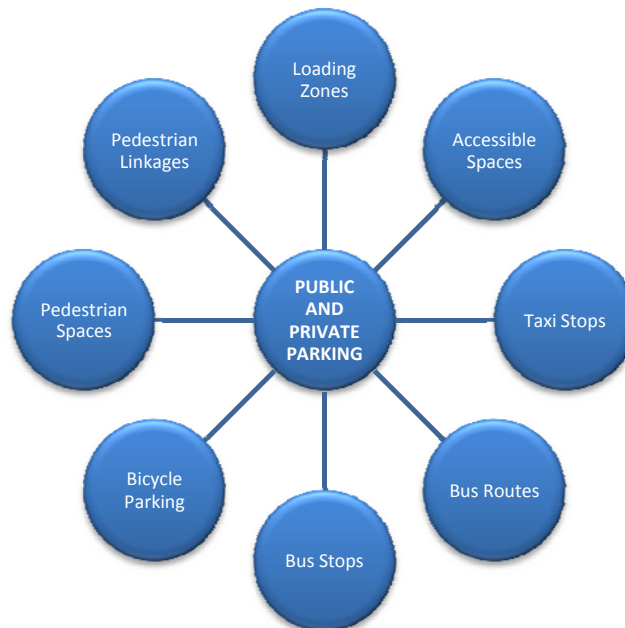 Loading
Zones
Pedestrian
Linkages
Accessible
Spaces
PUBLIC
AND
PRIVATE
PARKING
Pedestrian
Spaces
Taxi Stops
Bicycle
Parking
Bus Routes
Bus Stops